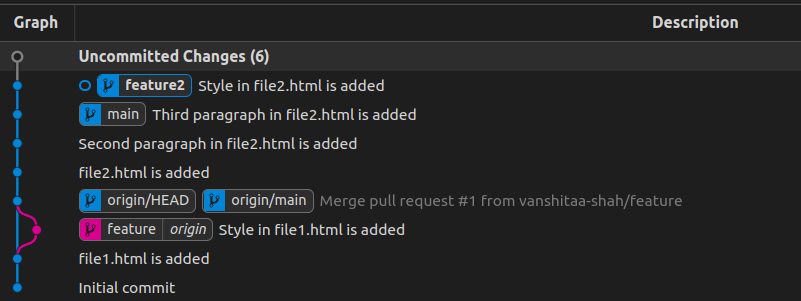 Graph Description
Uncommitted Changes (6)
feature2 Style in file2.html is added
main Third paragraph in file2.html is added
Second paragraph in file2.html is added
file2.html is added
origin/HEAD origin/main Merge pull request #1 from vanshitaa-shah/feature
feature origin Style in file1.html is added
file1.html is added
Initial commit